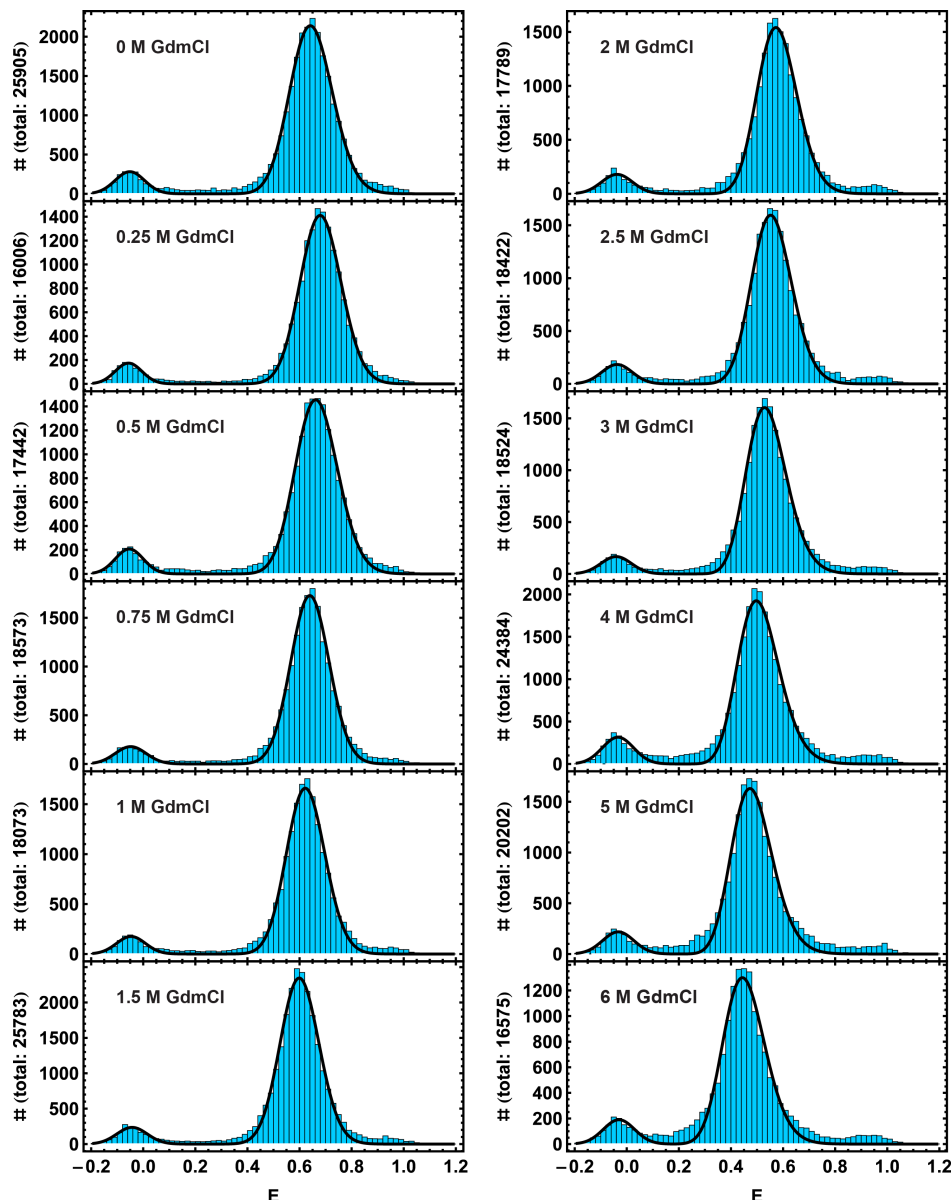 0 M GdmCl
# (total: 25905)
2000
1500
1000
500
0
0.25 M GdmCl
# (total: 16006)
1400
1200
1000
800
600
400
200
0
0.5 M GdmCl
# (total: 17442)
1400
1200
1000
800
600
400
200
0
0.75 M GdmCl
# (total: 18573)
1500
1000
500
0
1 M GdmCl
# (total: 18073)
1500
1000
500
0
1.5 M GdmCl
# (total: 25783)
2000
1500
1000
500
0
−0.2 0.0 0.2 0.4 0.6 0.8 1.0
E
2 M GdmCl
# (total: 17789)
1500
1000
500
0
2.5 M GdmCl
# (total: 18422)
1500
1000
500
0
3 M GdmCl
# (total: 18524)
1500
1000
500
0
4 M GdmCl
# (total: 24384)
2000
1500
1000
500
0
5 M GdmCl
# (total: 20202)
1500
1000
500
0
6 M GdmCl
# (total: 16575)
1200
1000
800
600
400
200
0
−0.2 0.0 0.2 0.4 0.6 0.8 1.0 1.2
E